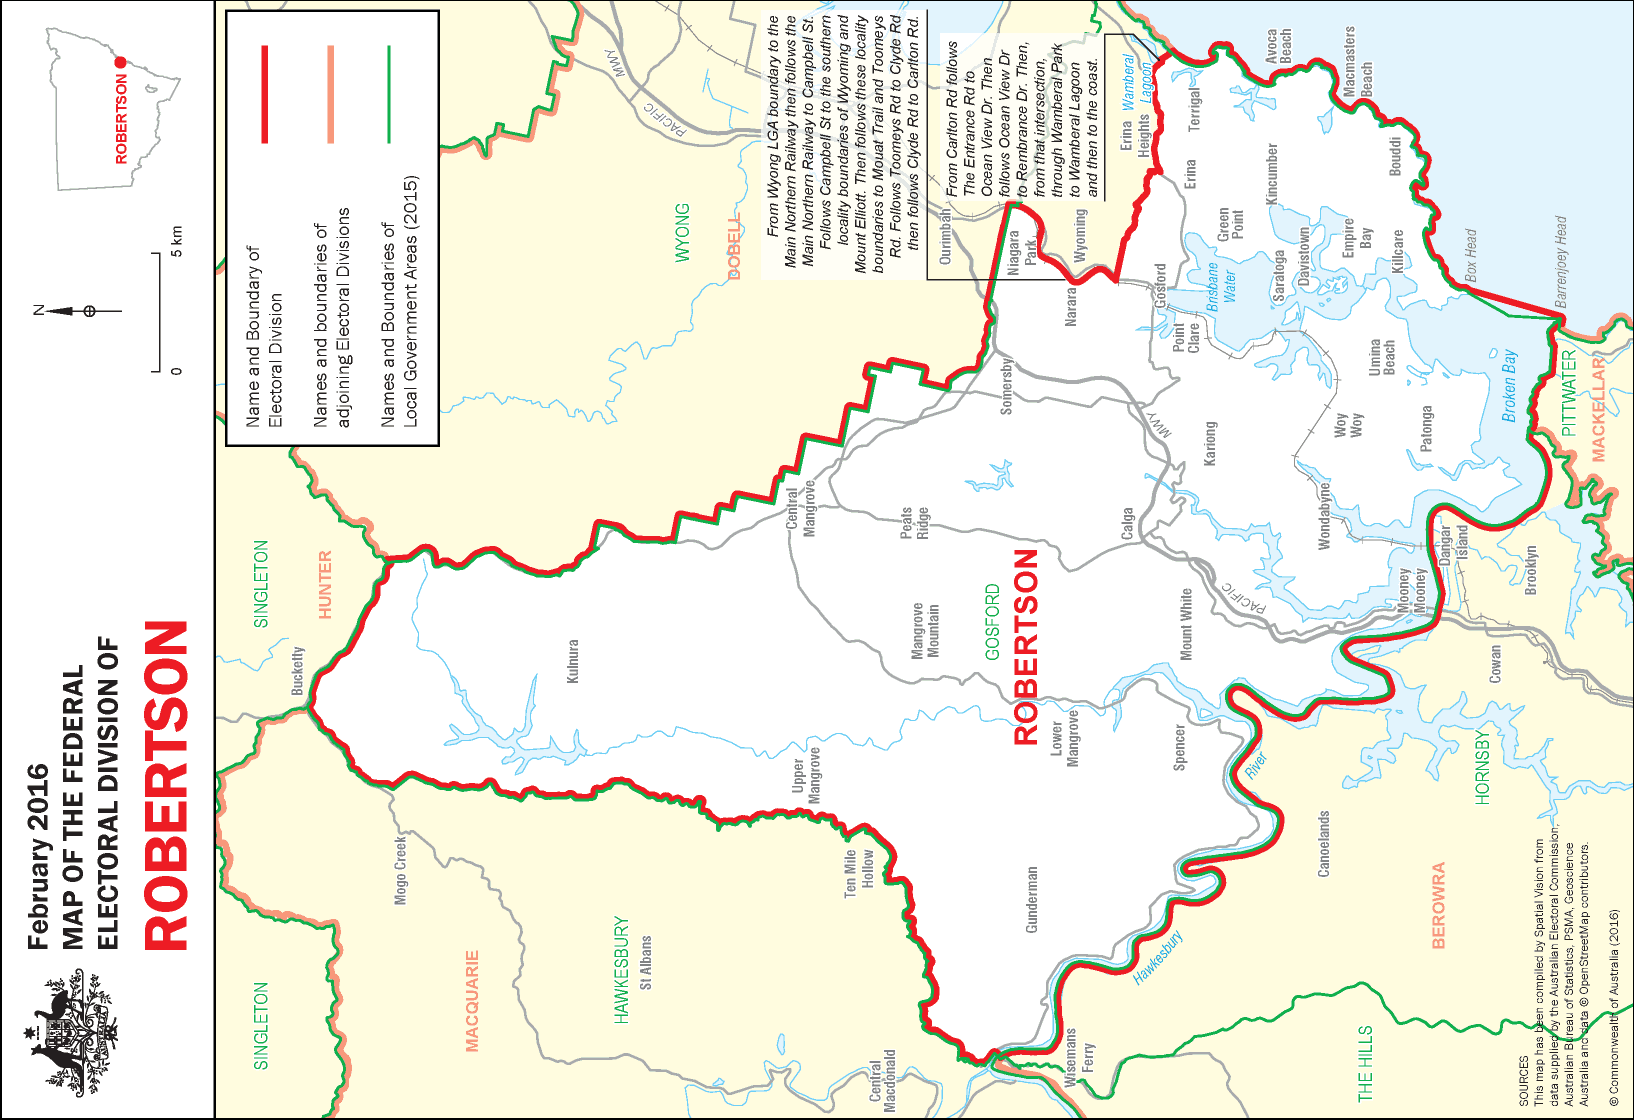 February 2016
MAP OF THE FEDERAL
ELECTORAL DIVISION OF
ROBERTSON
N
0
5 km
ROBERTSON
Name and Boundary of
Electoral Division
Names and boundaries of
adjoining Electoral Divisions
Names and Boundaries of
Local Government Areas (2015)
SINGLETON
SINGLETON
HUNTER
Bucketty
Mogo Creek
MACQUARIE
HAWKESBURY
St Albans
Kulnura
WYONG
DOBELL
PACIFIC
MWY
From Wyong LGA boundary to the
Main Northern Railway then follows the
Main Northern Railway to Campbell St.
Follows Campbell St to the southern
locality boundaries of Wyoming and
Mount Elliott. Then follows these locality
boundaries to Mouat Trail and Toomeys
Rd. Follows Toomeys Rd to Clyde Rd
then follows Clyde Rd to Carlton Rd.
From Carlton Rd follows
The Entrance Rd to
Ocean View Dr. Then
follows Ocean View Dr
to Rembrance Dr. Then,
from that intersection,
through Wamberal Park
to Wamberal Lagoon
and then to the coast.
Central
Mangrove
Upper
Mangrove
Ten Mile
Hollow
Central
Macdonald
Peats
Ridge
Mangrove
Mountain
GOSFORD
ROBERTSON
Ourimbah
Niagara
Park
Wyoming
Narara
Somersby
Lower
Mangrove
Gunderman
Wisemans
Ferry
Calga
Erina
Heights
Wamberal
Lagoon
MWY
PACIFIC
Gosford
Point
Clare
Mount White
Spencer
Hawkesbury
River
Terrigal
Erina
Kariong
Brisbane
Water
Green
Point
Kincumber
Avoca
Beach
Saratoga
Davistown
Empire
Bay
Macmasters
Beach
Bouddi
Killcare
Woy
Woy
Umina
Beach
Wondabyne
Patonga
Mooney
Mooney
Dangar
Island
Canoelands
THE HILLS
BEROWRA
HORNSBY
Cowan
Brooklyn
Broken Bay
Box Head
Barrenjoey Head
PITTWATER
MACKELLAR
SOURCES
This map has been compiled by Spatial Vision from
data supplied by the Australian Electoral Commission,
Australian Bureau of Statistics, PSMA, Geoscience
Australia and data © OpenStreetMap contributors.
© Commonwealth of Australia (2016)